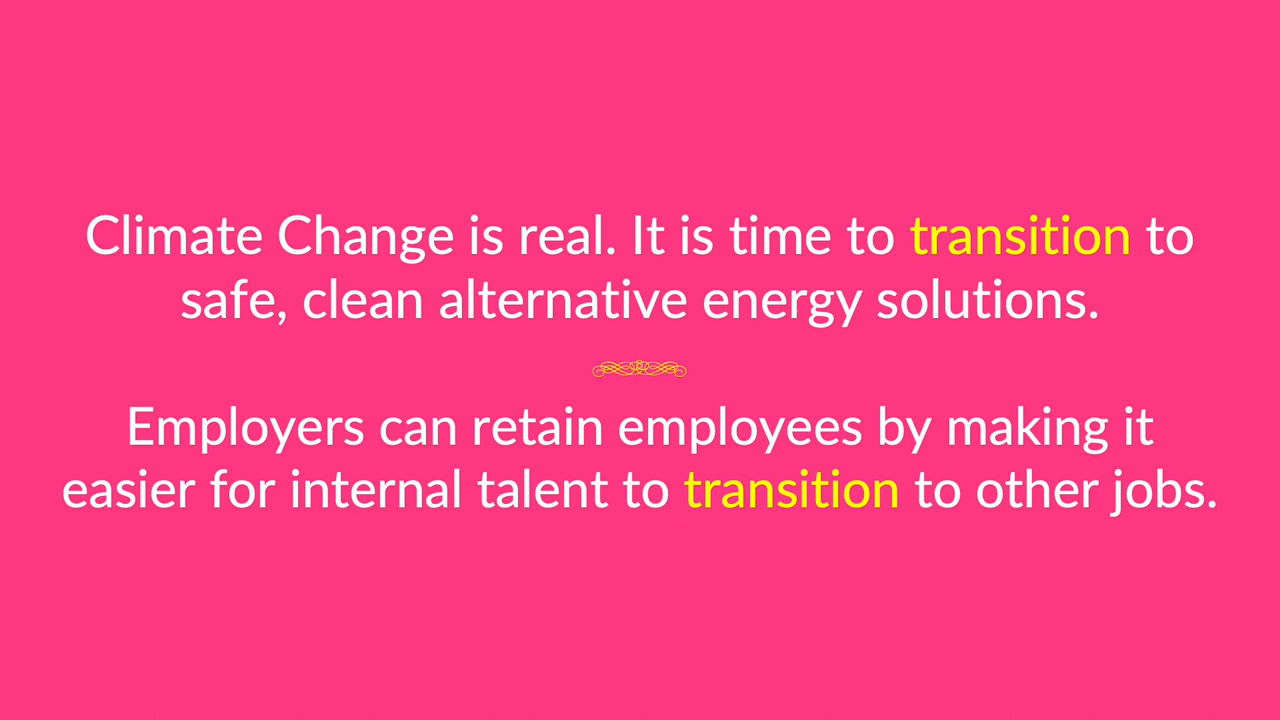 Climate Change is real. It is time to transition to
safe, clean alternative energy solutions.
Employers can retain employees by making it
easier for internal talent to transition to other jobs.